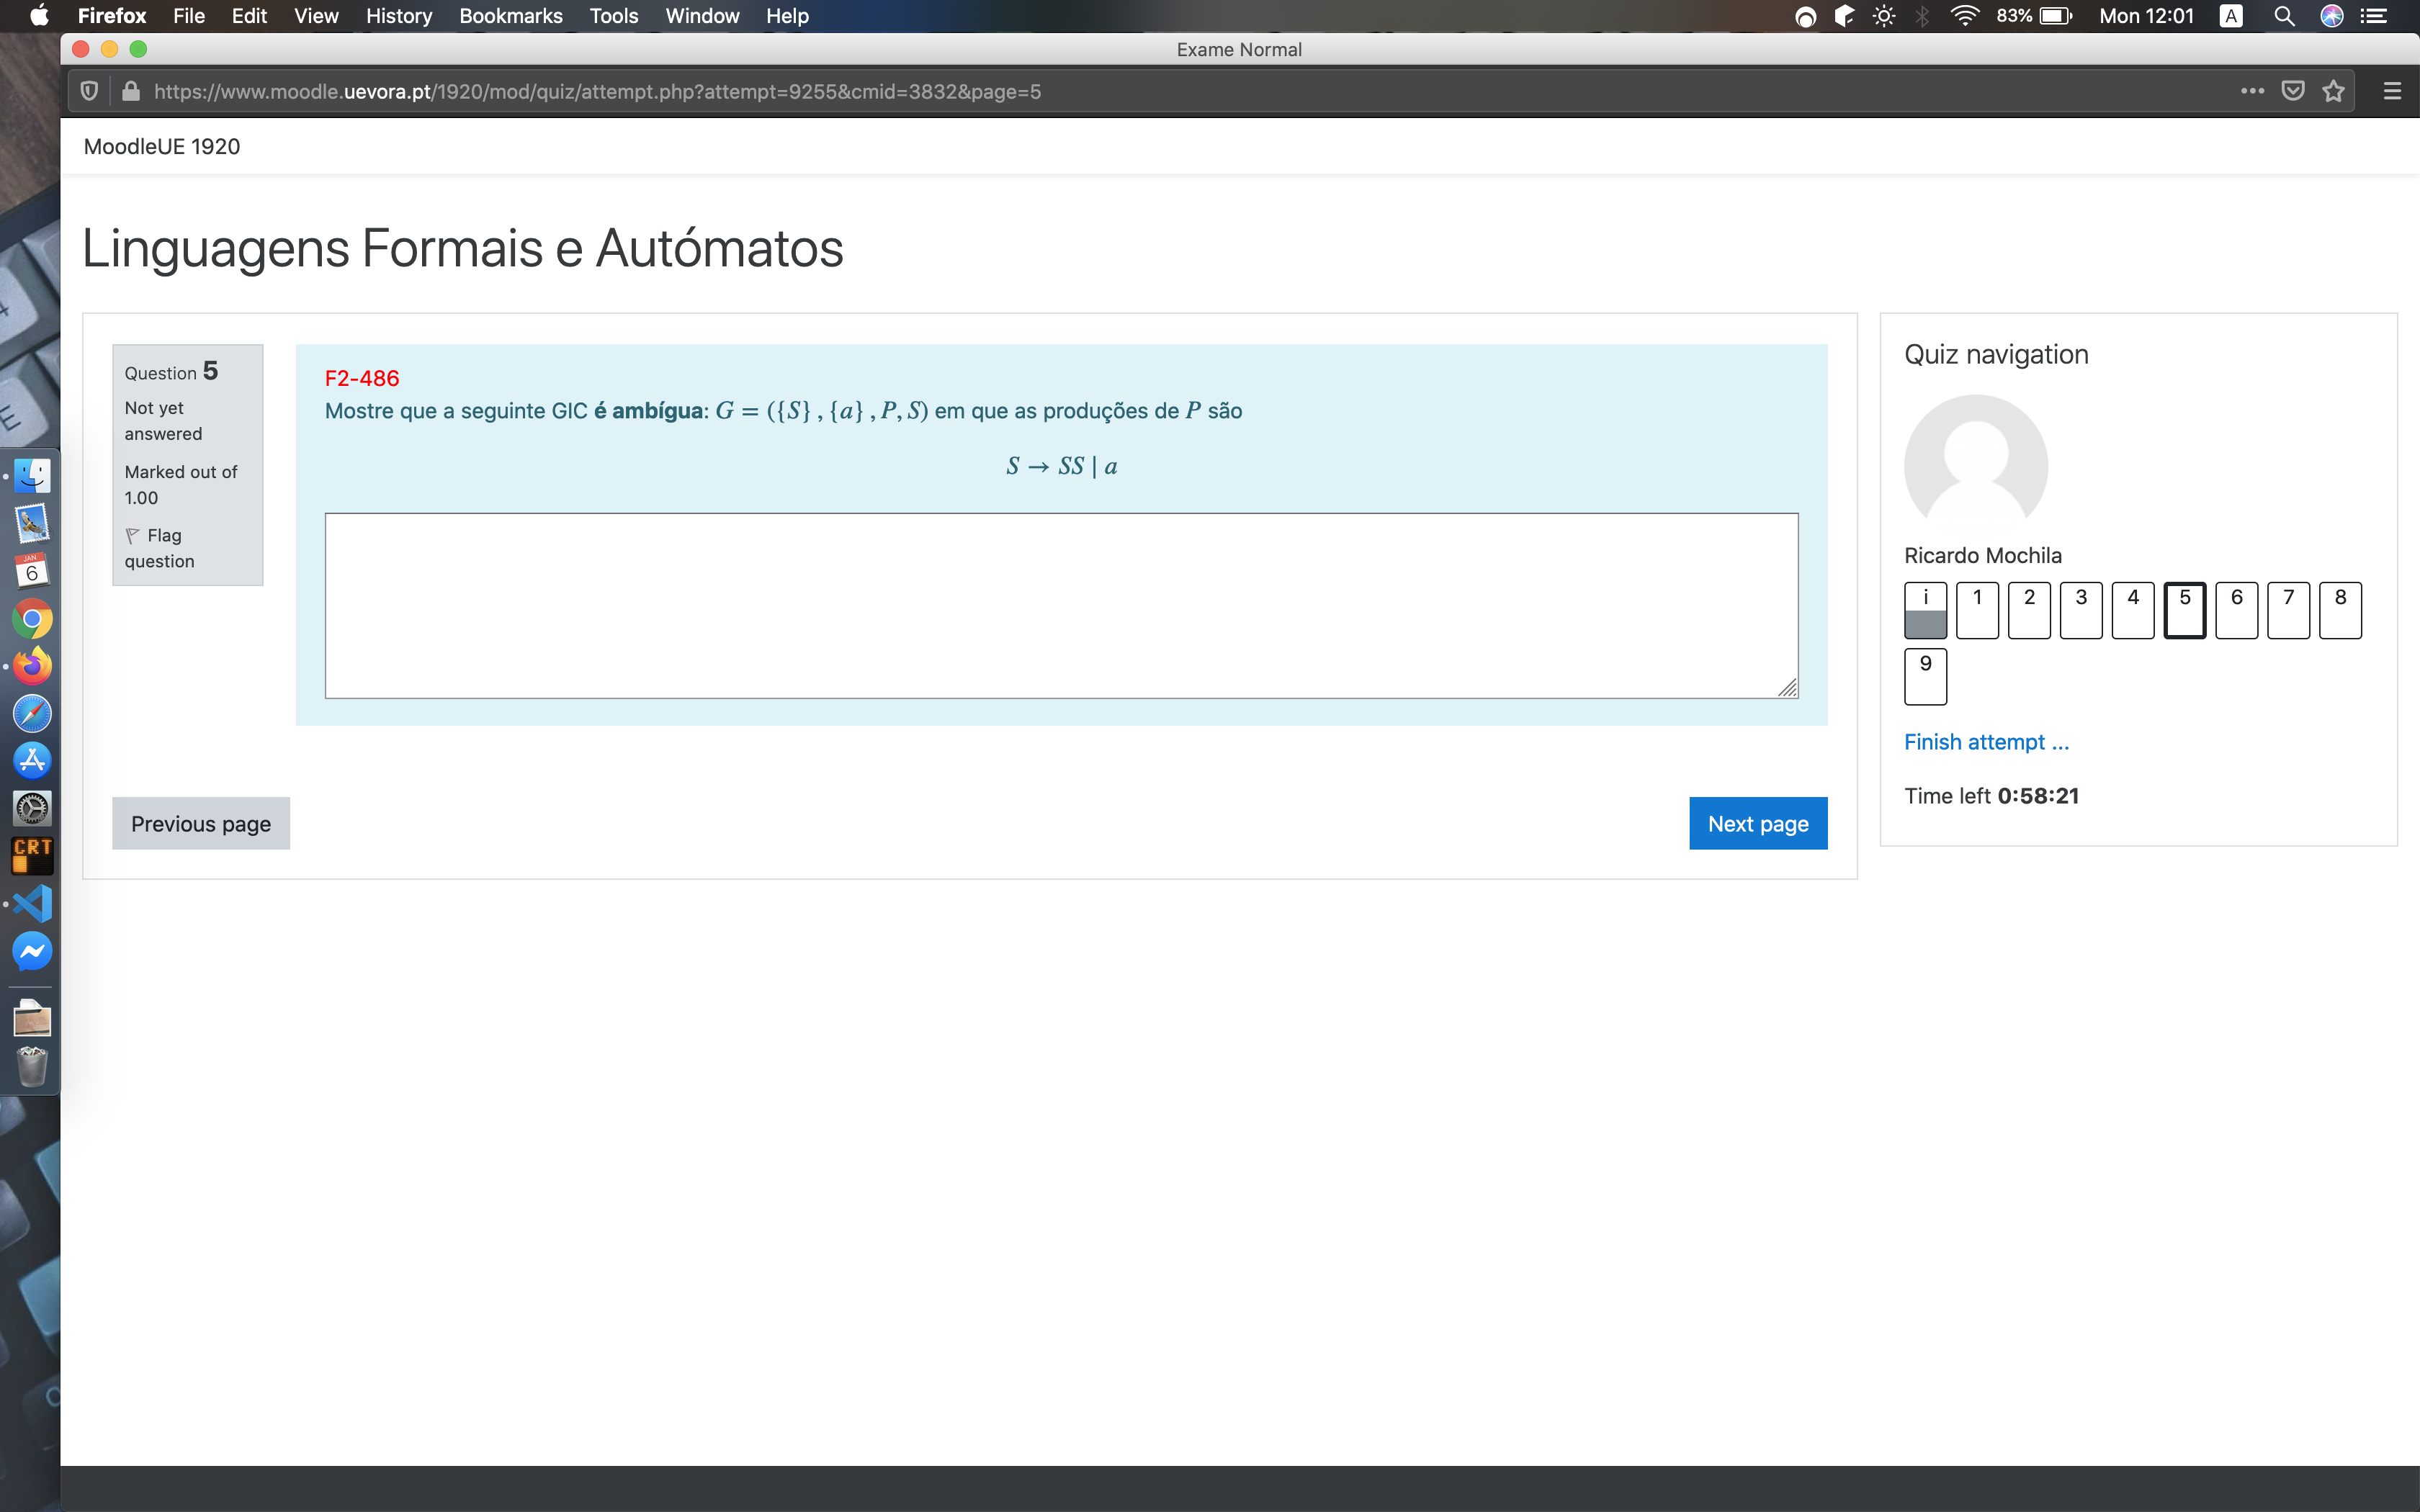 Firefox File Edit View History Bookmarks Tools Window Help 83% Mon 12:01 A
Exame Normal
https://www.moodle.uevora.pt/1920/mod/quiz/attempt.php?attempt=9255&cmid=3832&page=5
MoodleUE 1920
Linguagens Formais e Autómatos
Question 5
Not yet
answered
Marked out of
1.00
Flag
question
F2-486
Mostre que a seguinte GIC é ambígua: G = ({S} , {a} , P, S) em que as produções de P são
S → SS | a
Previous page
Next page
Quiz navigation
Ricardo Mochila
i 1 2 3 4 5 6 7 8
9
Finish attempt ...
Time left 0:58:21
JAN
6
CRT